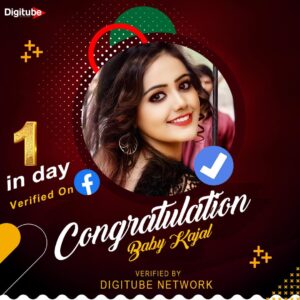 Digitube
1
in day
Verified On
Congratulation
Baby Kajal
VERIFIED BY
DIGITUBE NETWORK